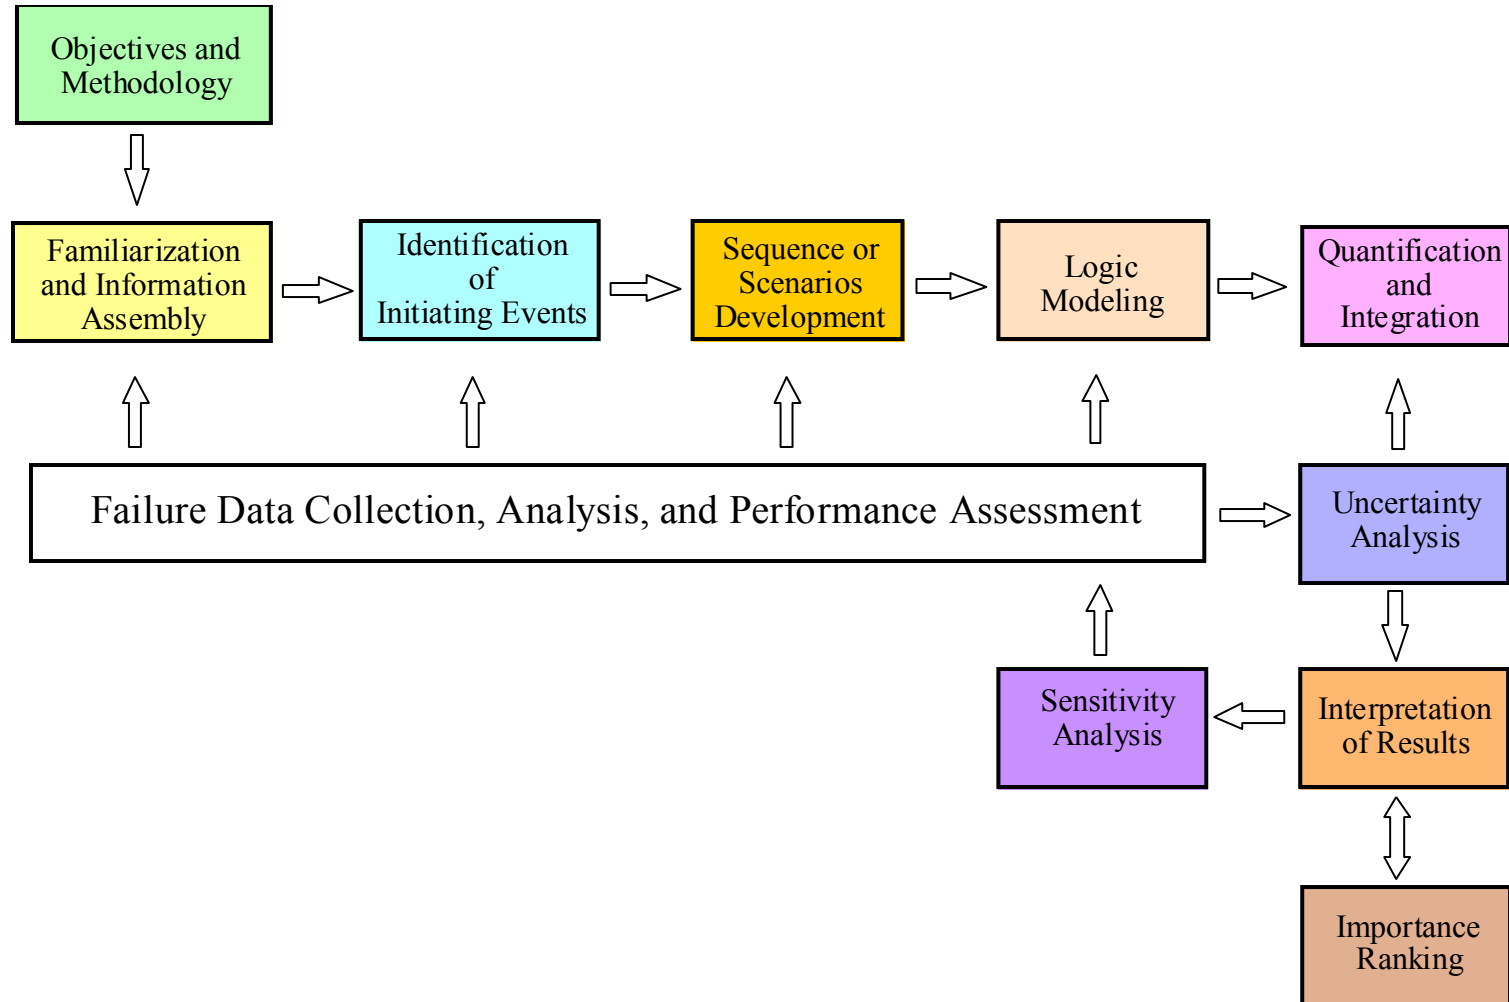 Objectives and
Methodology
Familiarization
and Information
Assembly
Identification
of
Initiating Events
Sequence or
Scenarios
Development
Logic
Modeling
Quantification
and
Integration
Failure Data Collection, Analysis, and Performance Assessment
Uncertainty
Analysis
Sensitivity
Analysis
Interpretation
of Results
Importance
Ranking